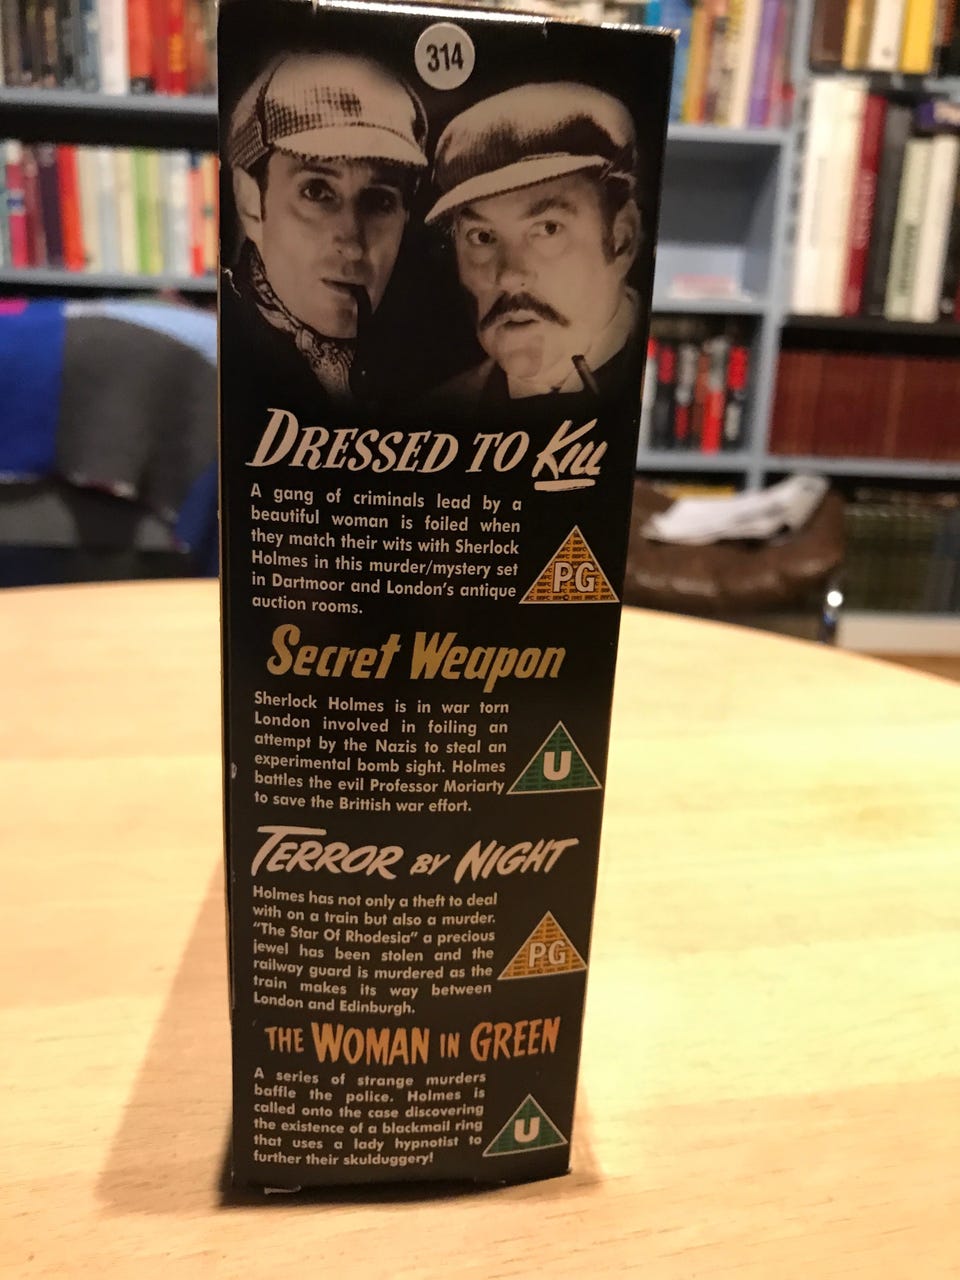 314
DRESSED TO Kill
A gang of criminals lead by a
beautiful woman is foiled when
they match their wits with Sherlock
Holmes in this murder/mystery set
in Dartmoor and London's antique
auction rooms.
PG
Secret Weapon
Sherlock Holmes is in war torn
London involved in foiling an
attempt by the Nazis to steal an
experimental bomb sight. Holmes
battles the evil Professor Moriarty
to save the Brittish war effort.
U
TERROR BY NIGHT
Holmes has not only a theft to deal
with on a train but also a murder.
"The Star Of Rhodesia" a precious
jewel has been stolen and the
railway guard is murdered as the
train makes its way between
London and Edinburgh.
PG
THE WOMAN IN GREEN
A series of strange murders
baffle the police. Holmes is
called onto the case discovering
the existence of a blackmail ring
that uses a lady hypnotist to
further their skulduggery!
U